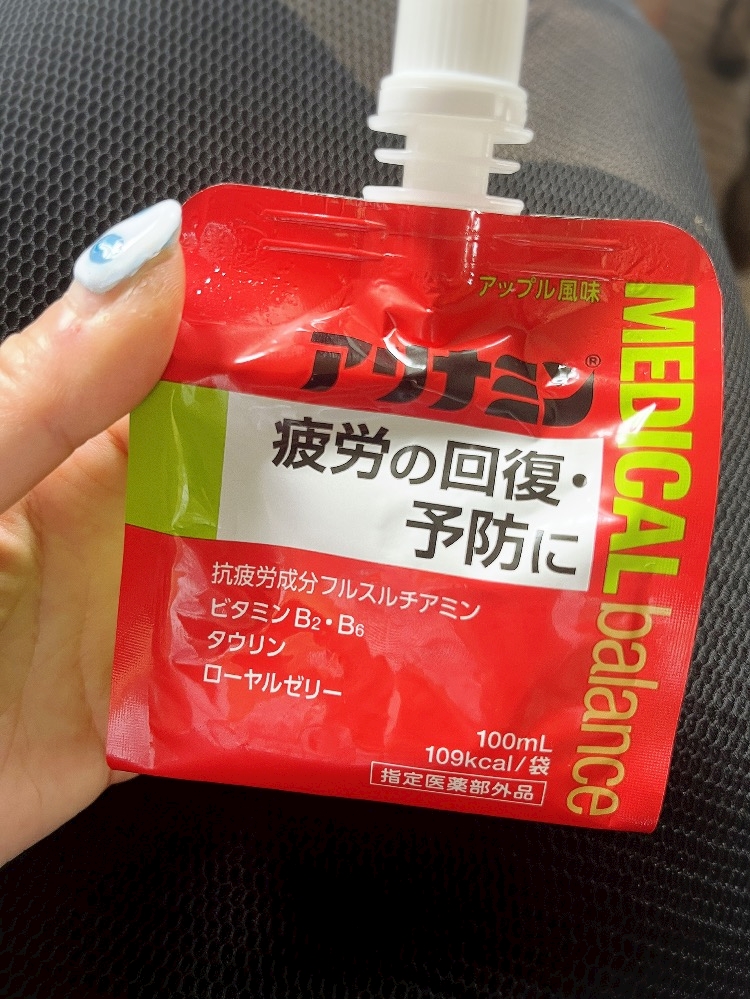 アップル風味
アリナミン®
疲労の回復・
予防に
抗疲労成分フルスルチアミン
ビタミンB₂・B₆
タウリン
ローヤルゼリー
100mL
109kcal/袋
指定医薬部外品
MEDICAL balance